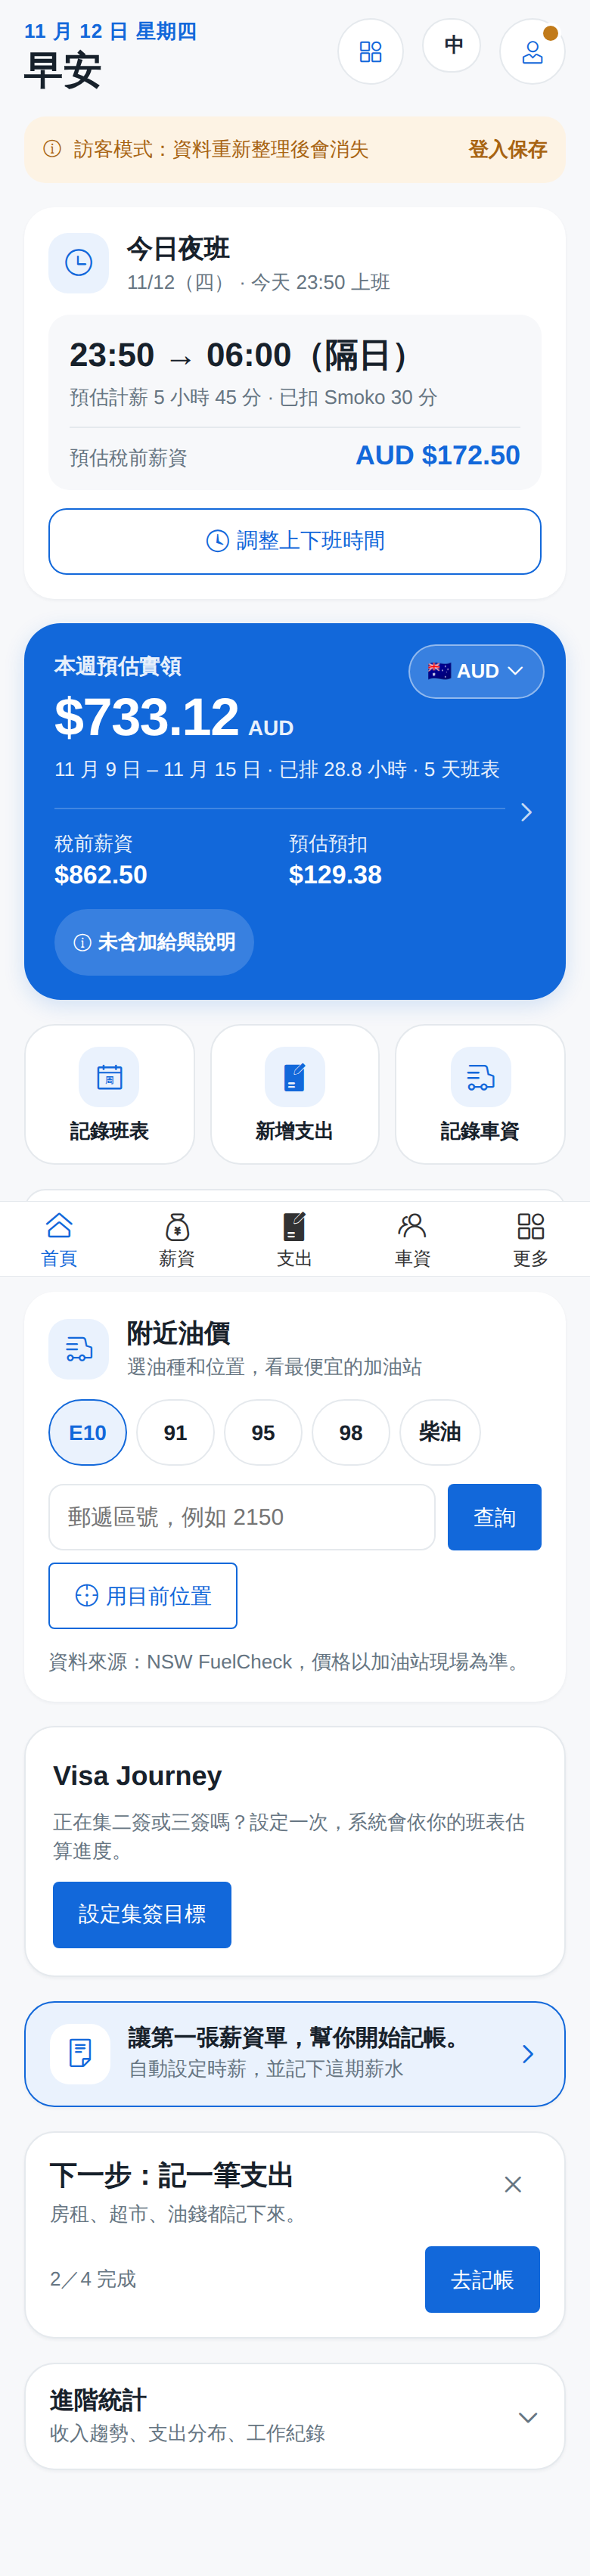 11 月 12 日 星期四
早安
中
訪客模式：資料重新整理後會消失
登入保存
今日夜班
11/12（四） · 今天 23:50 上班
23:50 → 06:00（隔日）
預估計薪 5 小時 45 分 · 已扣 Smoko 30 分
預估稅前薪資
AUD $172.50
調整上下班時間
本週預估實領
🇦🇺 AUD
$733.12 AUD
11 月 9 日 – 11 月 15 日 · 已排 28.8 小時 · 5 天班表
稅前薪資
預估預扣
$862.50
$129.38
未含加給與說明
周
記錄班表
新增支出
記錄車資
首頁
薪資
支出
車資
更多
附近油價
選油種和位置，看最便宜的加油站
E10
91
95
98
柴油
郵遞區號，例如 2150
查詢
用目前位置
資料來源：NSW FuelCheck，價格以加油站現場為準。
Visa Journey
正在集二簽或三簽嗎？設定一次，系統會依你的班表估
算進度。
設定集簽目標
讓第一張薪資單，幫你開始記帳。
自動設定時薪，並記下這期薪水
下一步：記一筆支出
房租、超市、油錢都記下來。
2／4 完成
去記帳
進階統計
收入趨勢、支出分布、工作紀錄